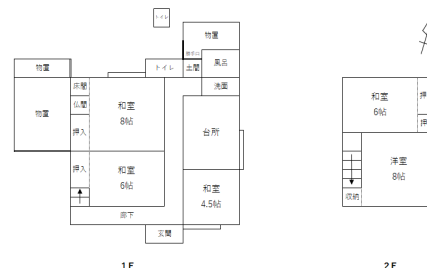 トイレ
物置
勝手口
物置
トイレ
土間
風呂
床間
洗面
仏間
和室
8帖
物置
押入
台所
和室
6帖
押入
和室
4.5帖
廊下
玄関
1F
和室
6帖
押
押
洋室
8帖
収納
2F